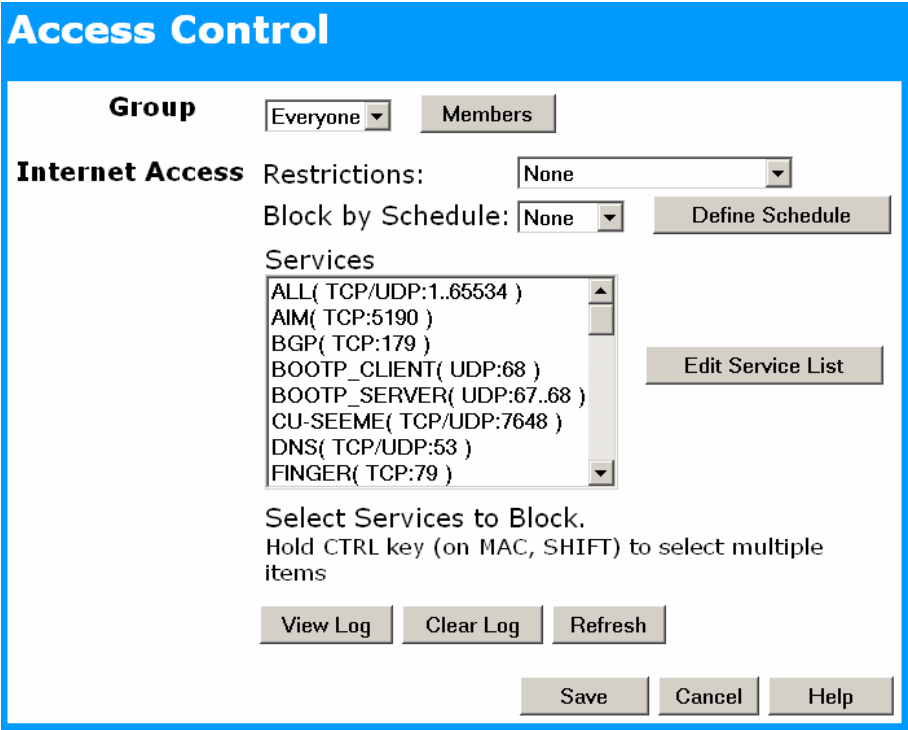 Access Control
Group Everyone Members
Internet Access Restrictions: None
Block by Schedule: None Define Schedule
Services
ALL( TCP/UDP:1..65534 )
AIM( TCP:5190 )
BGP( TCP:179 )
BOOTP_CLIENT( UDP:68 )
BOOTP_SERVER( UDP:67..68 )
CU-SEEME( TCP/UDP:7648 )
DNS( TCP/UDP:53 )
FINGER( TCP:79 )
Edit Service List
Select Services to Block.
Hold CTRL key (on MAC, SHIFT) to select multiple
items
View Log Clear Log Refresh
Save Cancel Help